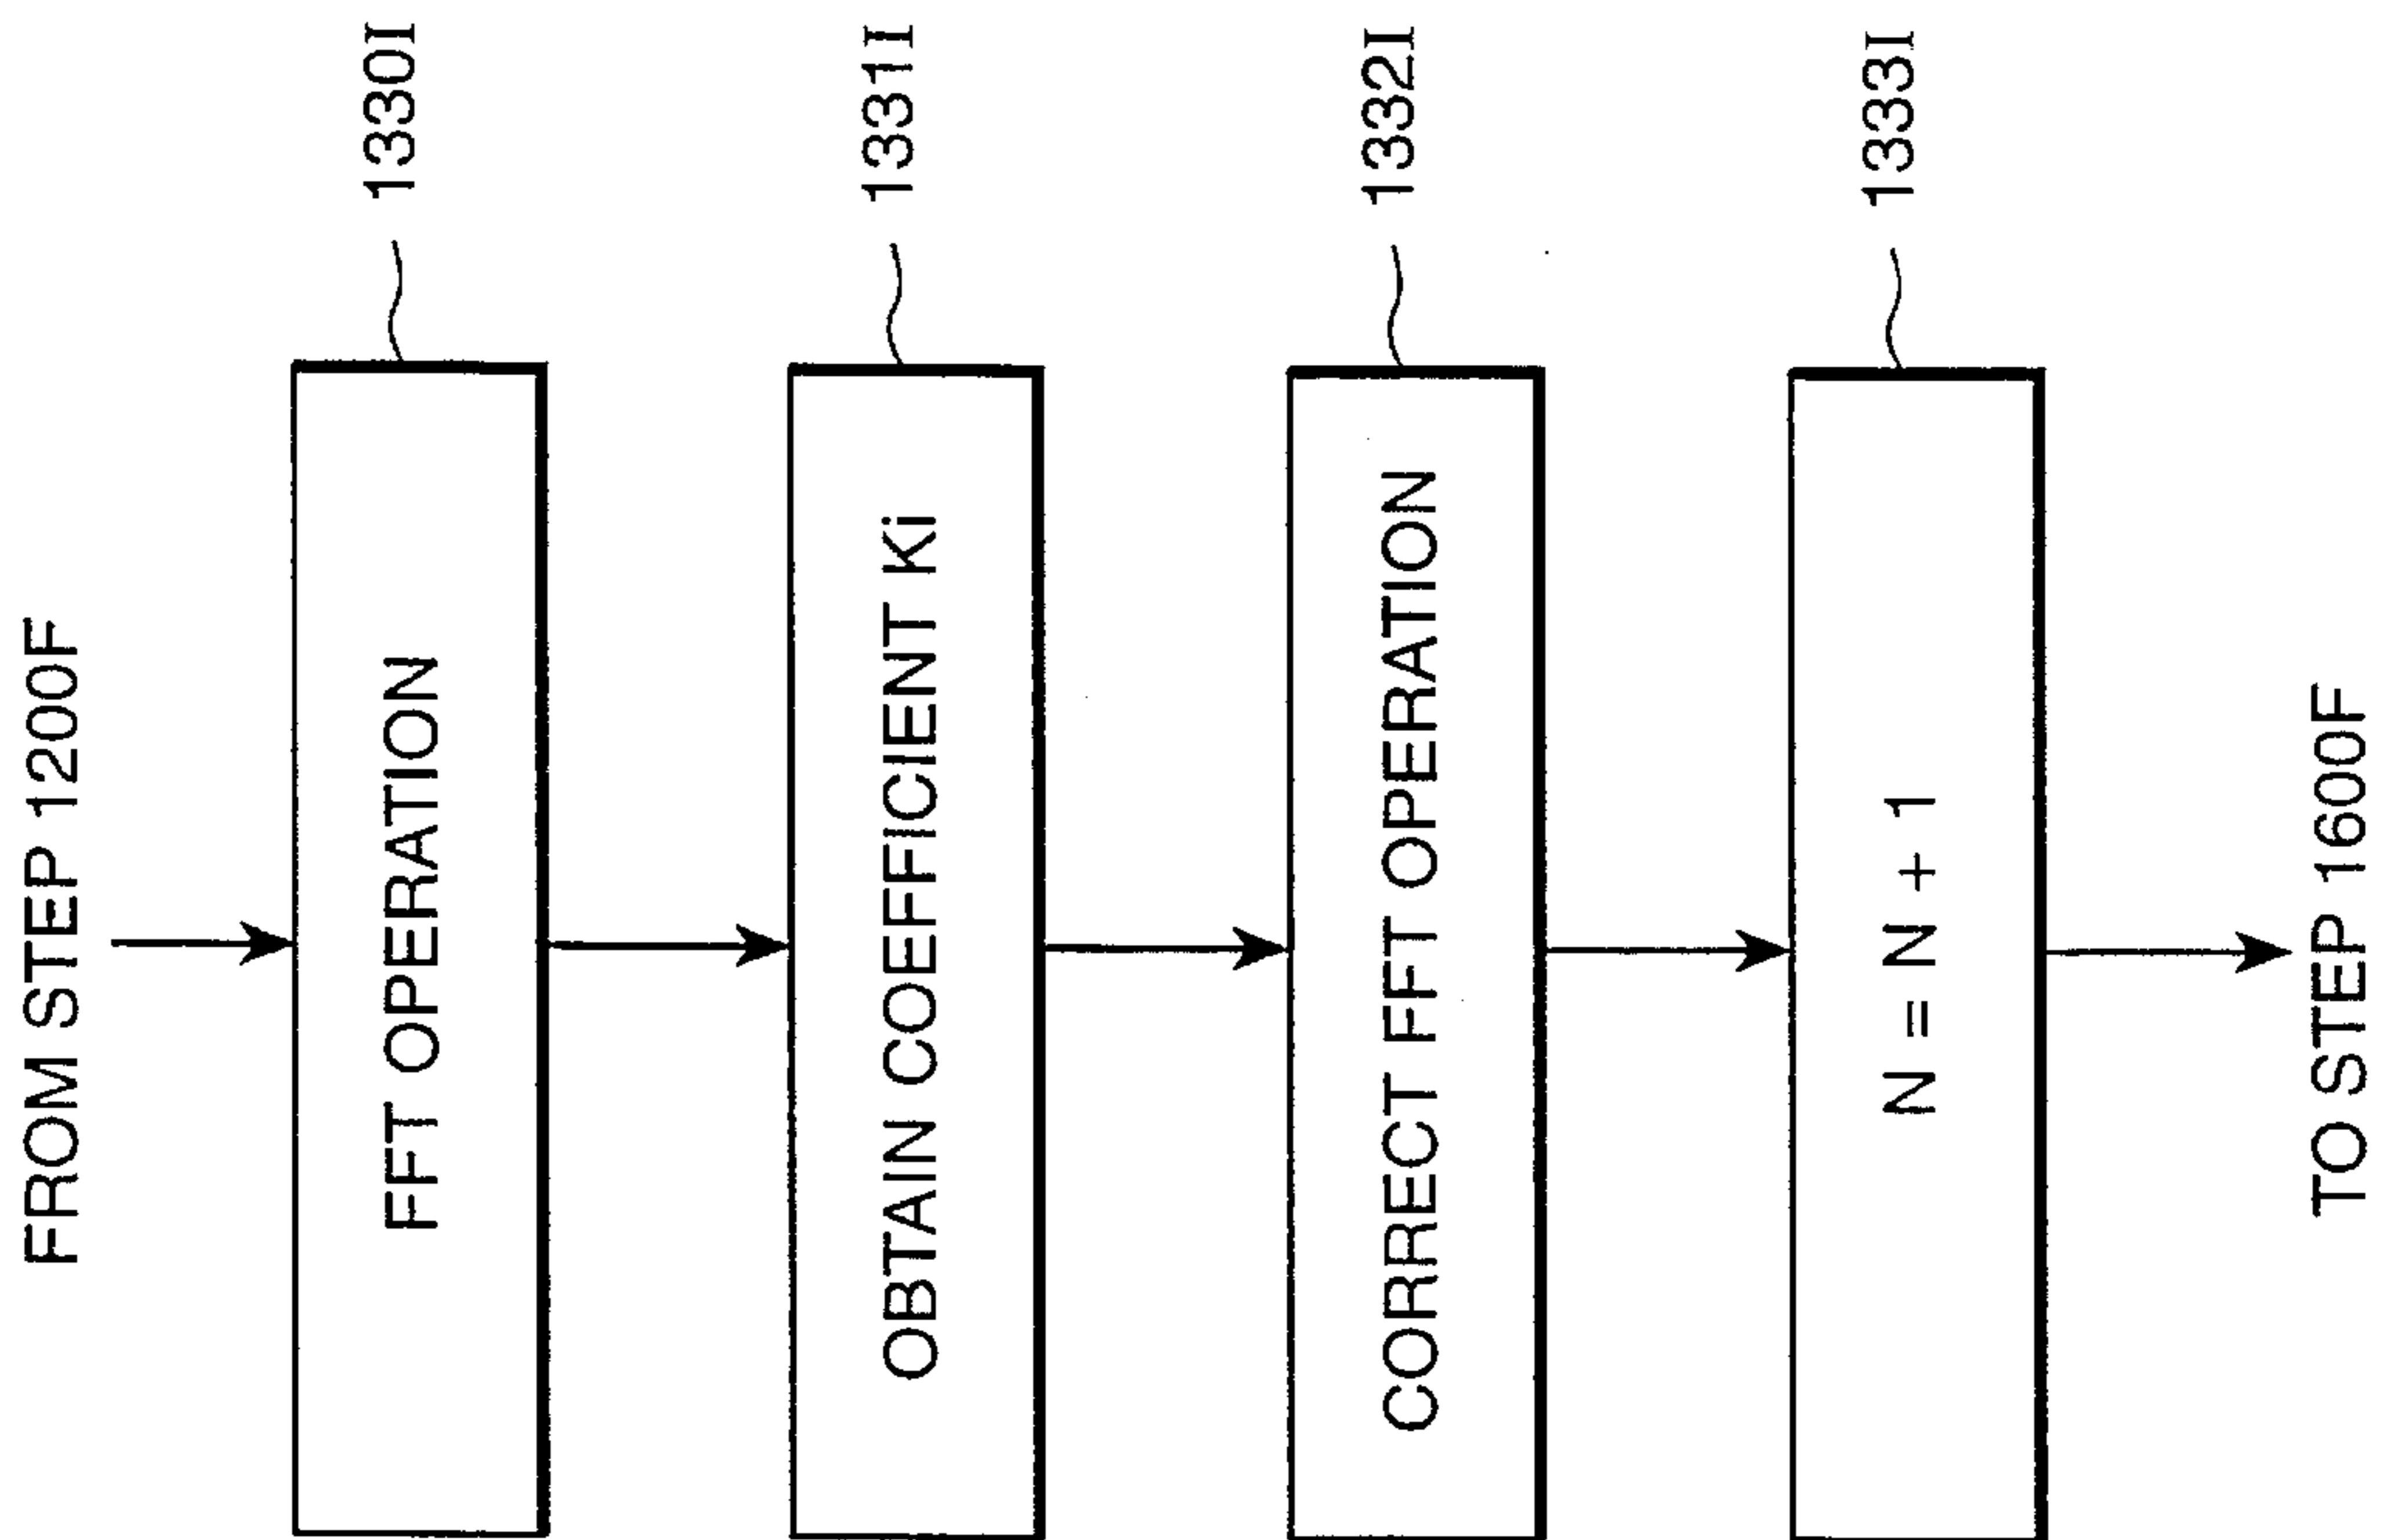 FROM STEP 1200F
FFT OPERATION
1330I
OBTAIN COEFFICIENT Ki
1331I
CORRECT FFT OPERATION
1332I
N = N + 1
1333I
TO STEP 1600F